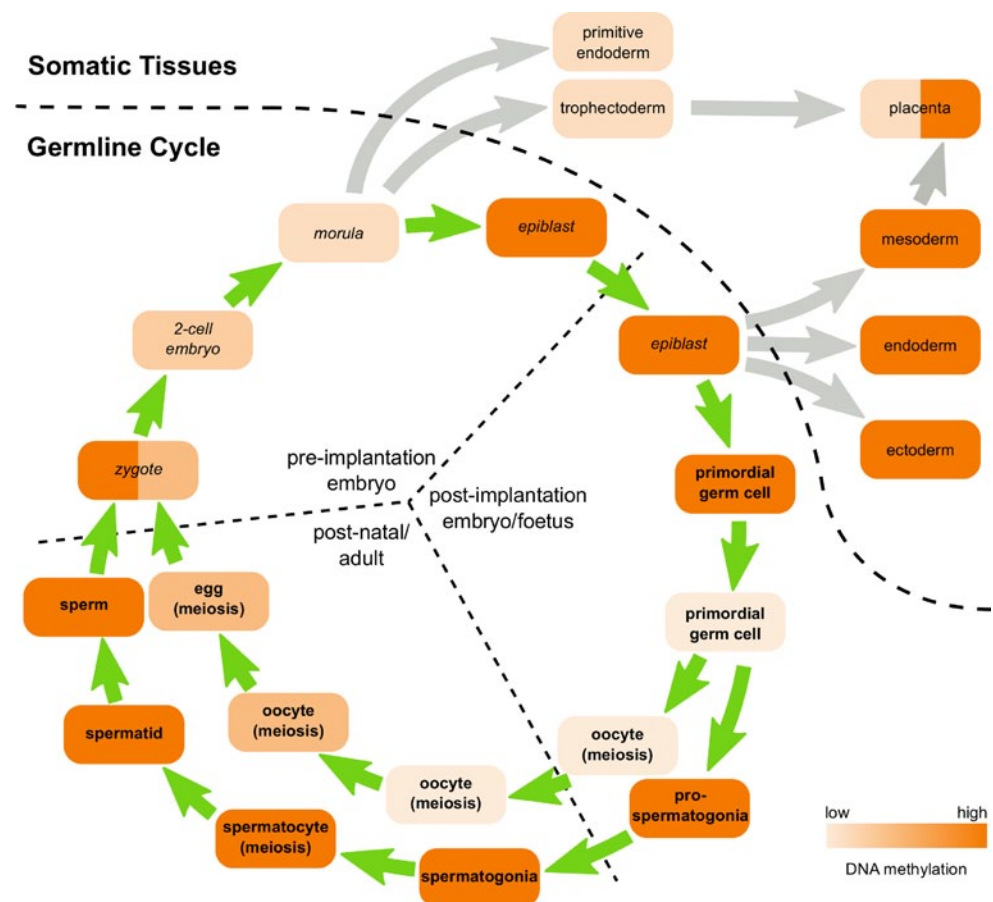 primitive
endoderm
Somatic Tissues
trophectoderm
placenta
Germline Cycle
morula
epiblast
mesoderm
2-cell
embryo
epiblast
endoderm
ectoderm
zygote
pre-implantation
embryo
primordial
germ cell
post-implantation
embryo/foetus
post-natal/
adult
sperm
egg
(meiosis)
primordial
germ cell
spermatid
oocyte
(meiosis)
oocyte
(meiosis)
oocyte
(meiosis)
pro-
spermatogonia
spermatocyte
(meiosis)
spermatogonia
low high
DNA methylation